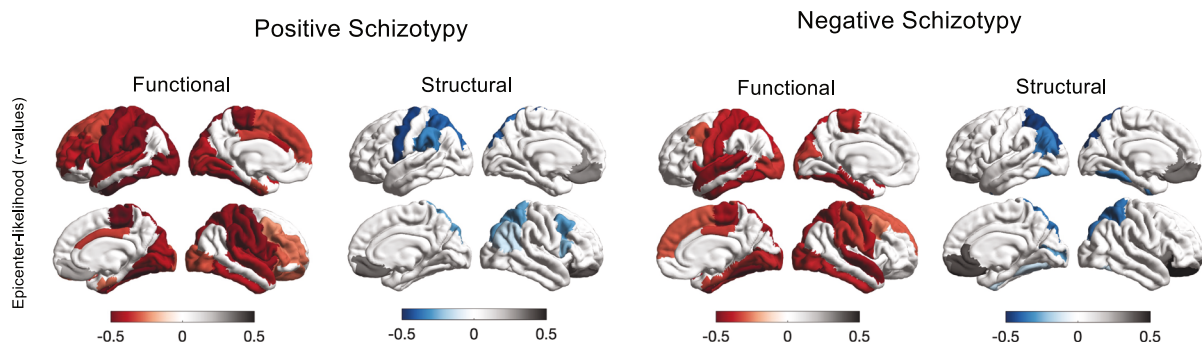 Positive Schizotypy
Negative Schizotypy
Functional
Structural
Functional
Structural
Epicenter-likelihood (r-values)
-0.5 0 0.5
-0.5 0 0.5
-0.5 0 0.5
-0.5 0 0.5